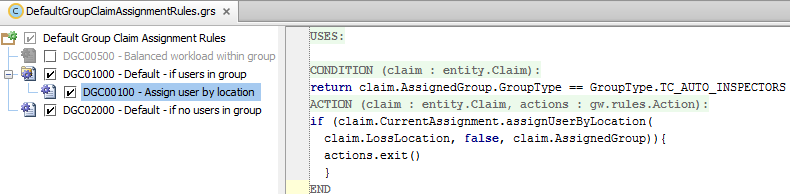 DefaultGroupClaimAssignmentRules.grs
Default Group Claim Assignment Rules
DGC00500 - Balanced workload within group
DGC01000 - Default - if users in group
DGC00100 - Assign user by location
DGC02000 - Default - if no users in group
USES:
CONDITION (claim : entity.Claim):
return claim.AssignedGroup.GroupType == GroupType.TC_AUTO_INSPECTORS
ACTION (claim : entity.Claim, actions : gw.rules.Action):
if (claim.CurrentAssignment.assignUserByLocation(
claim.LossLocation, false, claim.AssignedGroup)){
actions.exit()
}
END